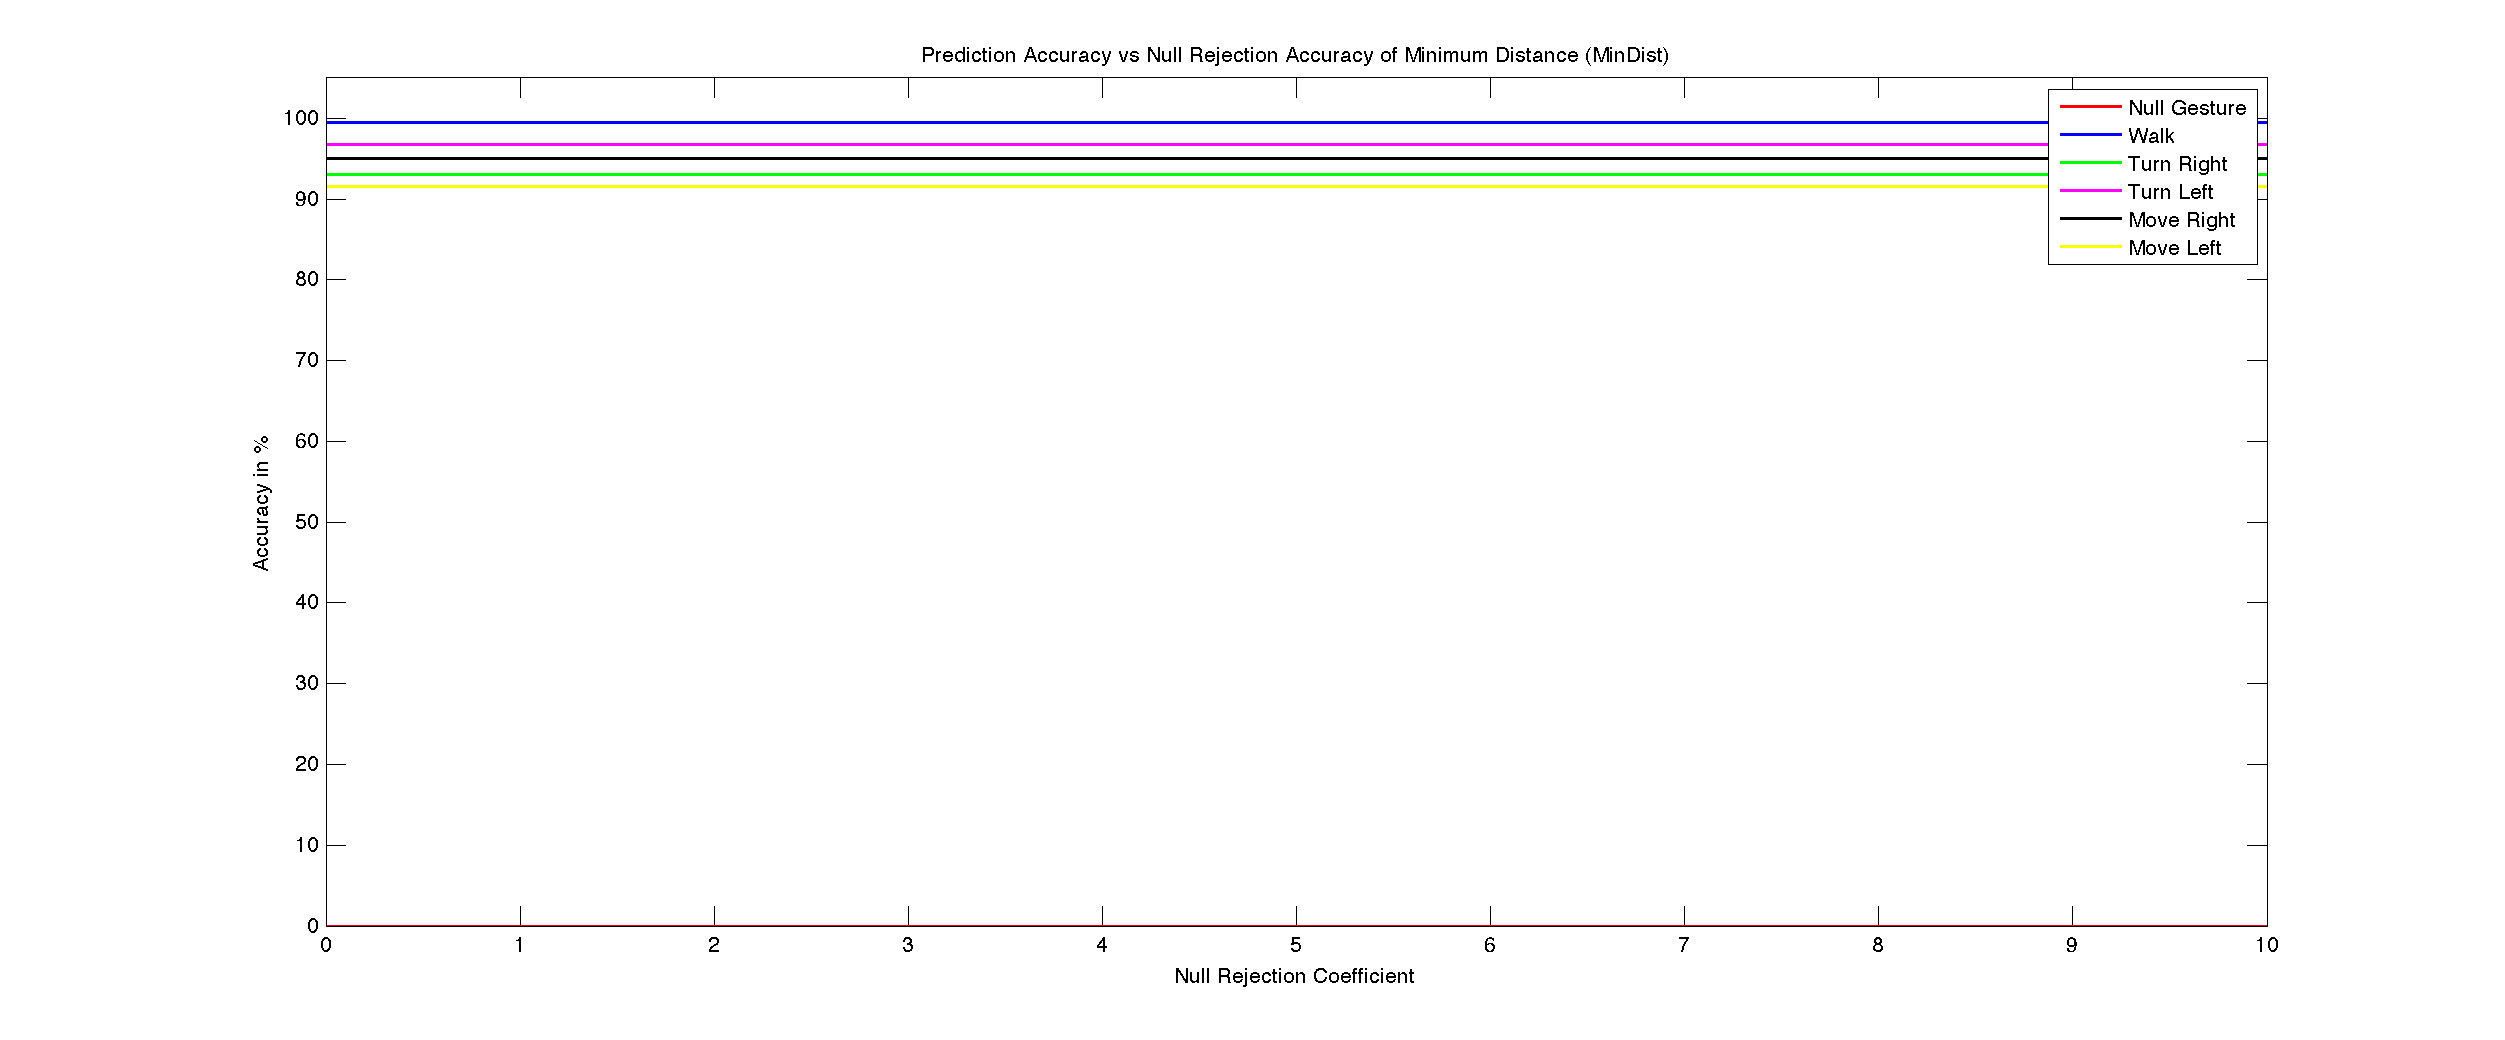 Prediction Accuracy vs Null Rejection Accuracy of Minimum Distance (MinDist)
100
90
80
70
60
50
40
30
20
10
0
Accuracy in %
Null Gesture
Walk
Turn Right
Turn Left
Move Right
Move Left
0 1 2 3 4 5 6 7 8 9 10
Null Rejection Coefficient